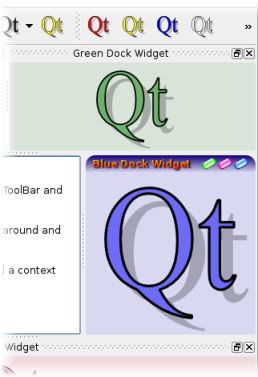 Qt Qt Qt Qt Qt Qt »
Green Dock Widget
Qt
Blue Dock Widget
ToolBar and
around and
a context
Qt
Widget